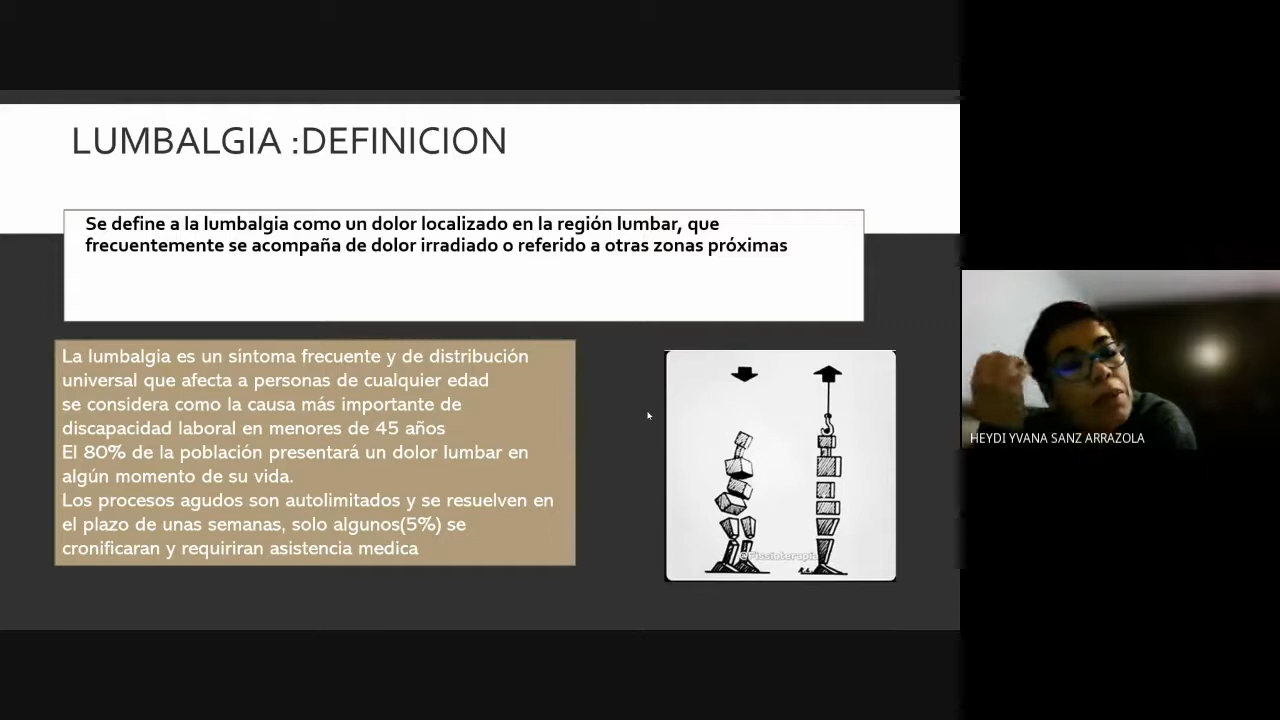 LUMBALGIA :DEFINICION
Se define a la lumbalgia como un dolor localizado en la región lumbar, que
frecuentemente se acompaña de dolor irradiado o referido a otras zonas próximas
La lumbalgia es un síntoma frecuente y de distribución
universal que afecta a personas de cualquier edad
se considera como la causa más importante de
discapacidad laboral en menores de 45 años
El 80% de la población presentará un dolor lumbar en
algún momento de su vida.
Los procesos agudos son autolimitados y se resuelven en
el plazo de unas semanas, solo algunos(5%) se
cronificaran y requiriran asistencia medica
HEYDI YVANA SANZ ARRAZOLA